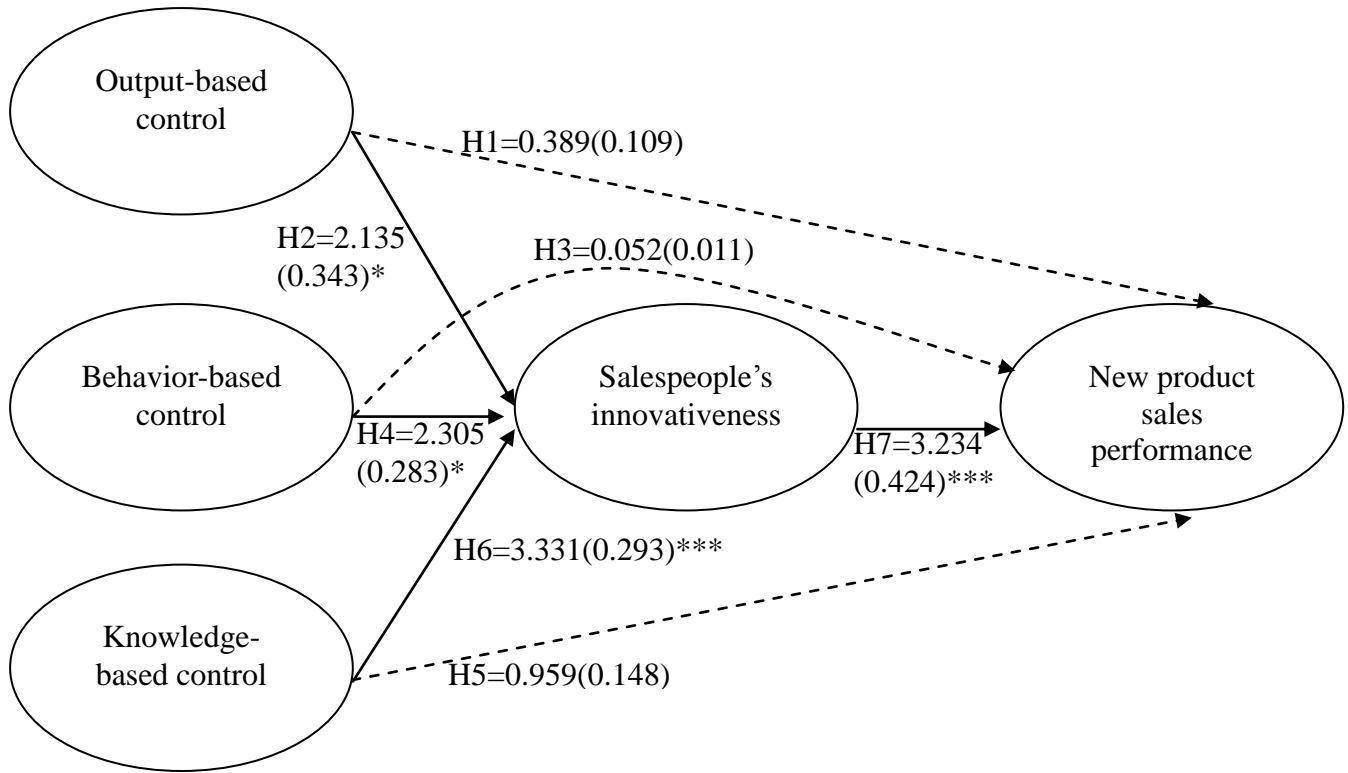 Output-based
control
H1=0.389(0.109)
H2=2.135
(0.343)*
H3=0.052(0.011)
Behavior-based
control
H4=2.305
(0.283)*
Salespeople’s
innovativeness
H7=3.234
(0.424)***
New product
sales
performance
H6=3.331(0.293)***
Knowledge-
based control
H5=0.959(0.148)